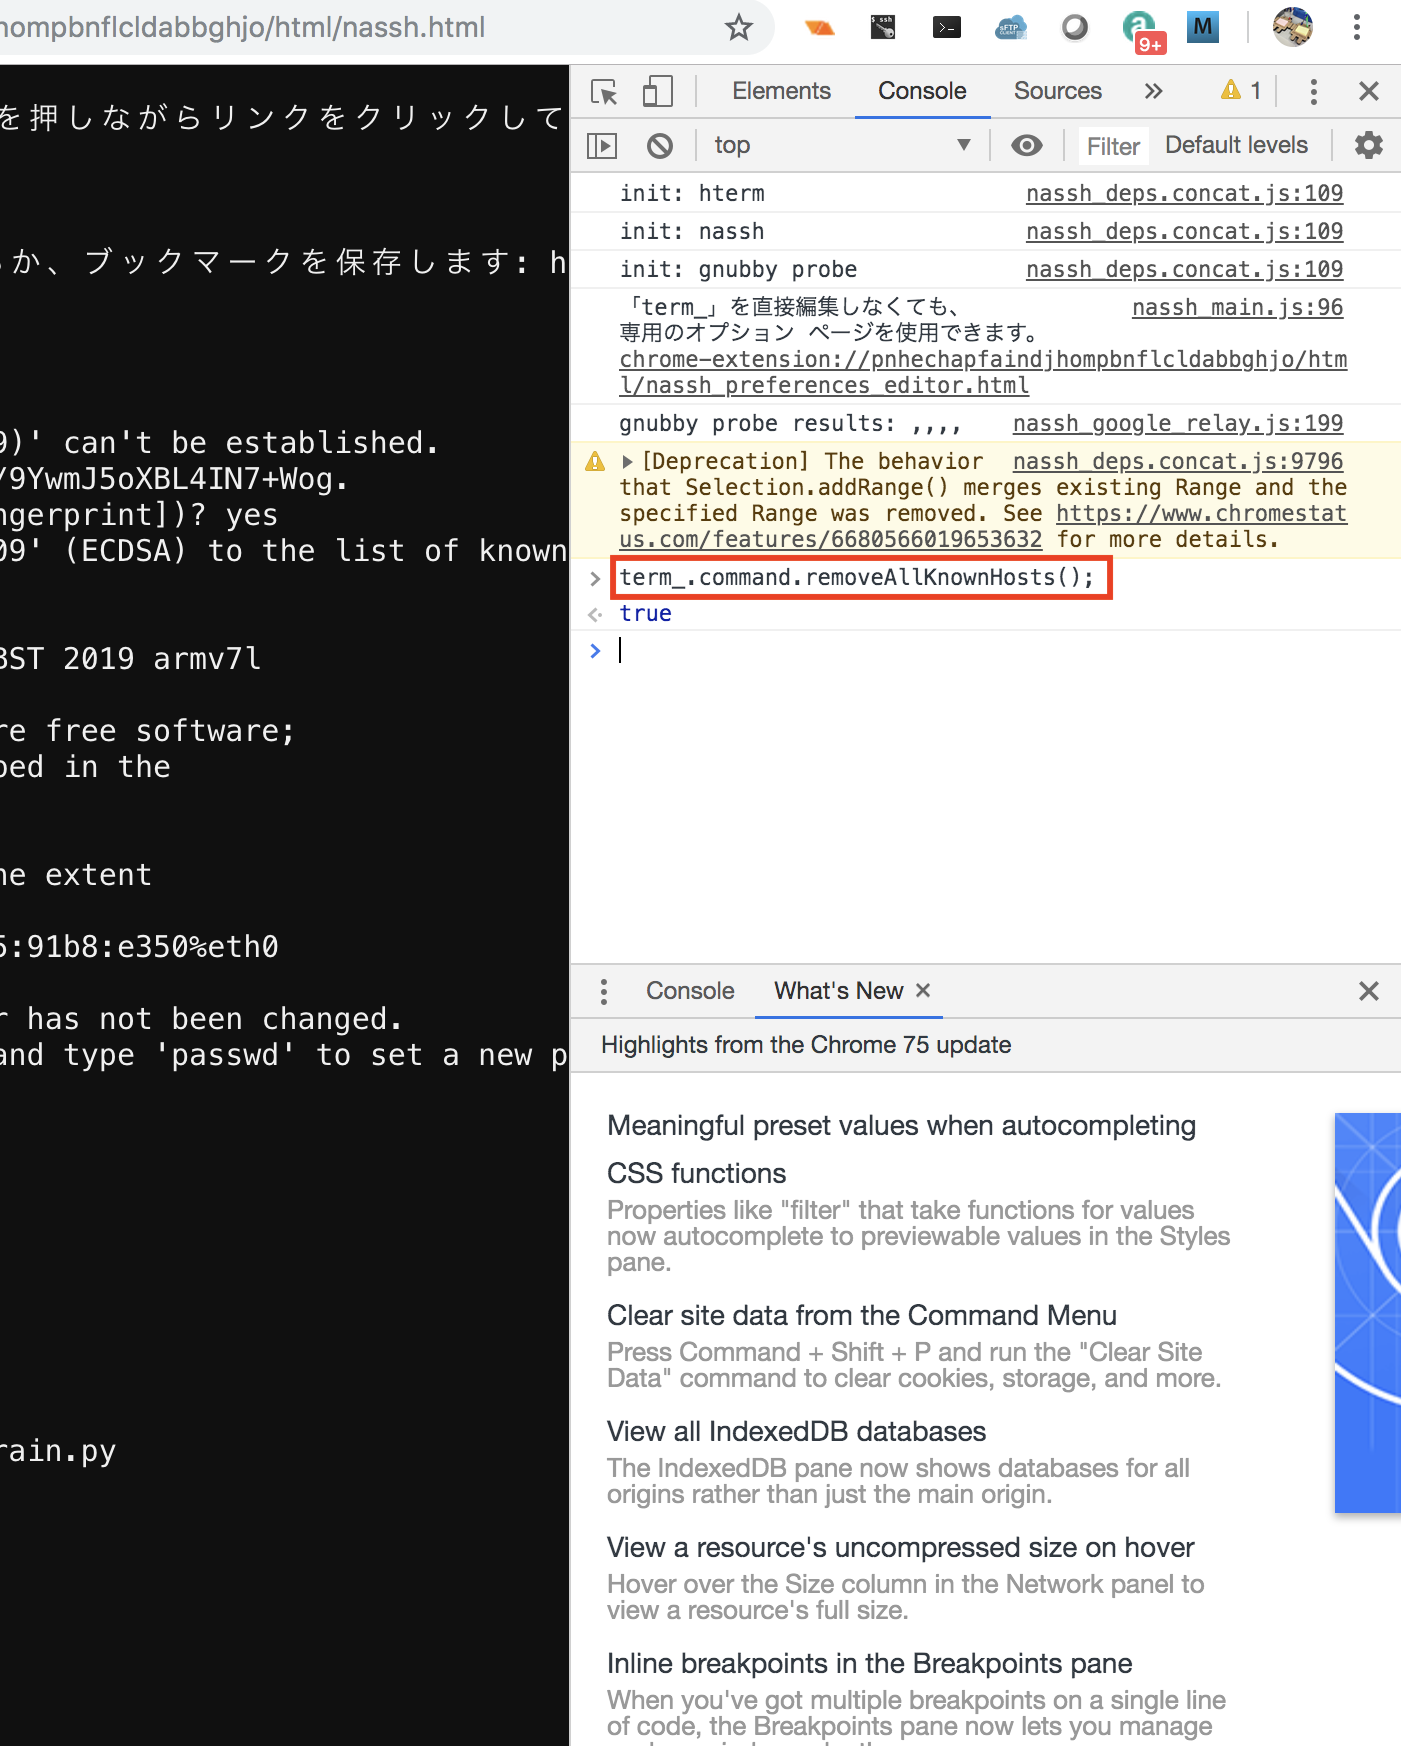 hompbnflcldabbghjo/html/nassh.html
$ ssh
>_
SFTP
CLIENT
a
9+
M
を押しながらリンクをクリックして
か、ブックマークを保存します: h
9)' can't be established.
/9YwmJ5oXBL4IN7+Wog.
ngerprint])? yes
09' (ECDSA) to the list of known
BST 2019 armv7l
re free software;
bed in the
he extent
5:91b8:e350%eth0
r has not been changed.
and type 'passwd' to set a new p
rain.py
Elements Console Sources » 1
top Filter Default levels
init: hterm nassh_deps.concat.js:109
init: nassh nassh_deps.concat.js:109
init: gnubby probe nassh_deps.concat.js:109
「term_」を直接編集しなくても、 nassh_main.js:96
専用のオプション ページを使用できます。
chrome-extension://pnhechapfaindjhompbnflcldabbghjo/htm
l/nassh_preferences_editor.html
gnubby probe results: ,,,, nassh_google_relay.js:199
[Deprecation] The behavior nassh_deps.concat.js:9796
that Selection.addRange() merges existing Range and the
specified Range was removed. See https://www.chromestat
us.com/features/6680566019653632 for more details.
> term_.command.removeAllKnownHosts();
true
>
Console What's New ×
Highlights from the Chrome 75 update
Meaningful preset values when autocompleting
CSS functions
Properties like "filter" that take functions for values
now autocomplete to previewable values in the Styles
pane.
Clear site data from the Command Menu
Press Command + Shift + P and run the "Clear Site
Data" command to clear cookies, storage, and more.
View all IndexedDB databases
The IndexedDB pane now shows databases for all
origins rather than just the main origin.
View a resource's uncompressed size on hover
Hover over the Size column in the Network panel to
view a resource's full size.
Inline breakpoints in the Breakpoints pane
When you've got multiple breakpoints on a single line
of code, the Breakpoints pane now lets you manage